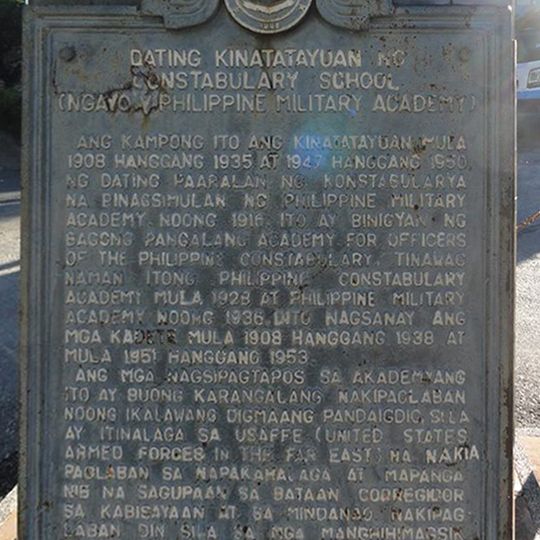 DATING KINATATAYUAN NG
CONSTABULARY SCHOOL
(NGAYO'Y PHILIPPINE MILITARY ACADEMY)
ANG KAMPONG ITO ANG KINATATAYUAN, MULA
1908 HANGGANG 1935 AT 1947 HANGGANG 1950,
NG DATING PAARALAN NG KONSTABULARYA
NA PINAGSIMULAN NG PHILIPPINE MILITARY
ACADEMY NOONG 1916. ITO AY BINIGYAN NG
BAGONG PANGALANG ACADEMY FOR OFFICERS
OF THE PHILIPPINE CONSTABULARY. TINAWAG
NAMAN ITONG PHILIPPINE CONSTABULARY
ACADEMY MULA 1928 AT PHILIPPINE MILITARY
ACADEMY NOONG 1936. DITO NAGSANAY ANG
MGA KADETE MULA 1908 HANGGANG 1938 AT
MULA 1951 HANGGANG 1953.
ANG MGA NAGSIPAGTAPOS SA AKADEMYANG
ITO AY BUONG KARANGALANG NAKIPAGLABAN
NOONG IKALAWANG DIGMAANG PANDAIGDIG, SILA
AY ITINALAGA SA USAFFE (UNITED STATES
ARMED FORCES IN THE FAR EAST) NA NAKIA
PAGLABAN SA NAPAKAHALAGA AT MAPANGA
NIB NA SAGUPAAN SA BATAAN CORREGIDOR
SA KABISAYAAN AT SA MINDANAO NAKIPAG
LABAN DIN SILA SA MGA MANGHIHIMAGSIK